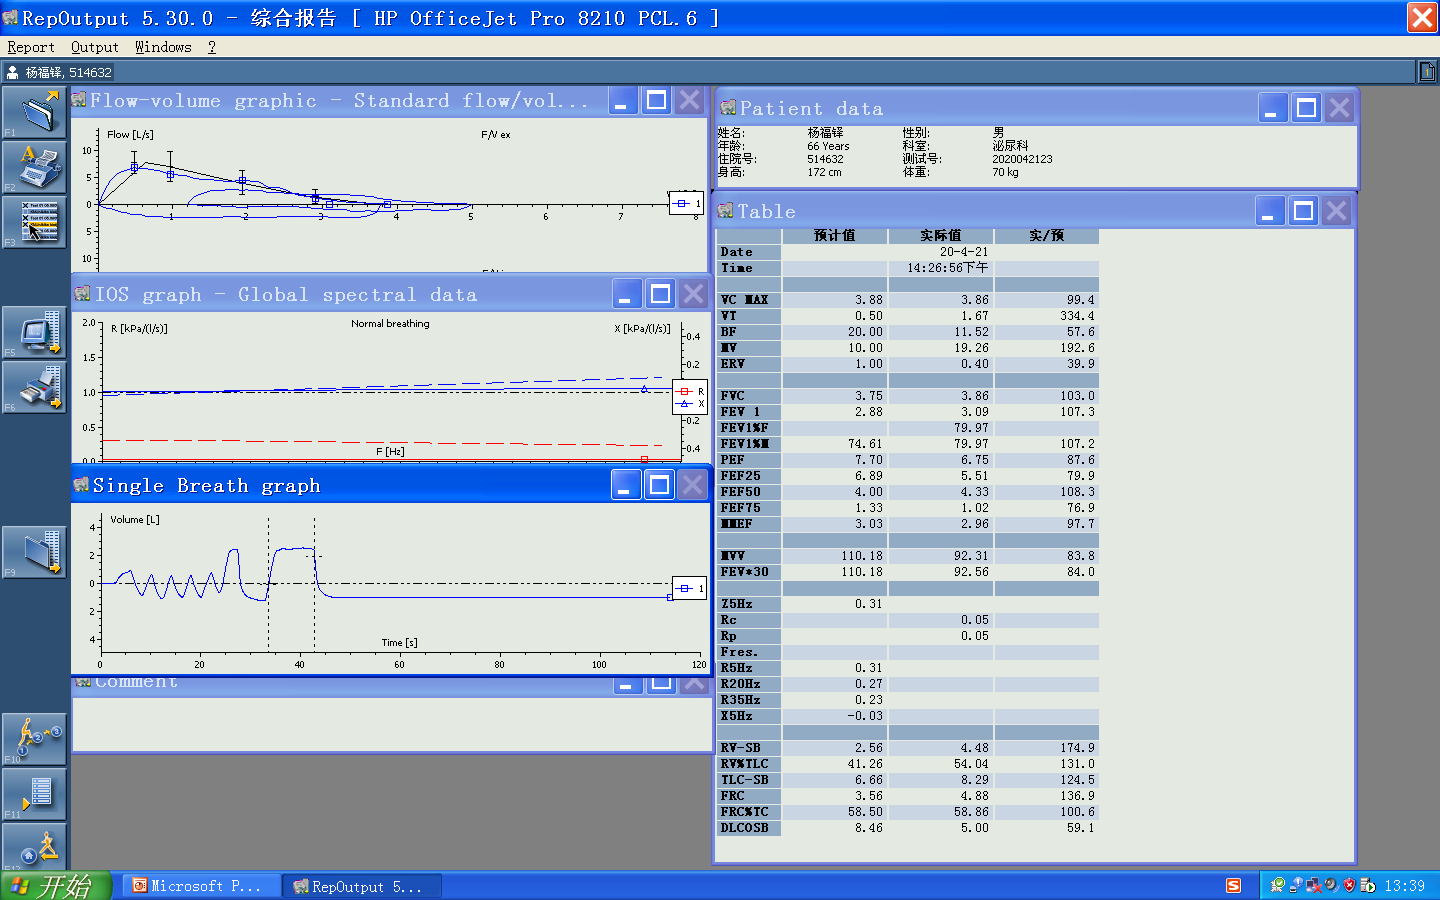 RepOutput 5.30.0 - 综合报告 [ HP OfficeJet Pro 8210 PCL.6 ]
Report Output Windows ?
杨福铎, 514632
F1
F2
F3
F5
F6
F9
F10
F11
F12
Flow-volume graphic - Standard flow/vol...
Flow [L/s]
F/V ex
10
5
0
5
10
1 2 3 4 5 6 7 8
1
IOS graph - Global spectral data
R [kPa/(l/s)]
Normal breathing
X [kPa/(l/s)]
2.0
1.5
1.0
0.5
0.0
0.4
0.2
0.2
0.4
F [Hz]
R
X
Single Breath graph
Volume [L]
4
2
0
2
4
Time [s]
0 20 40 60 80 100 120
1
Comment
Patient data
姓名: 杨福铎 性别: 男
年龄: 66 Years 科室: 泌尿科
住院号: 514632 测试号: 2020042123
身高: 172 cm 体重: 70 kg
Table
预计值 实际值 实/预
Date 20-4-21
Time 14:26:56下午
VC MAX 3.88 3.86 99.4
VT 0.50 1.67 334.4
BF 20.00 11.52 57.6
MV 10.00 19.26 192.6
ERV 1.00 0.40 39.9
FVC 3.75 3.86 103.0
FEV 1 2.88 3.09 107.3
FEV1%F 79.97
FEV1%M 74.61 79.97 107.2
PEF 7.70 6.75 87.6
FEF25 6.89 5.51 79.9
FEF50 4.00 4.33 108.3
FEF75 1.33 1.02 76.9
MMEF 3.03 2.96 97.7
MVV 110.18 92.31 83.8
FEV*30 110.18 92.56 84.0
Z5Hz 0.31
Rc 0.05
Rp 0.05
Fres.
R5Hz 0.31
R20Hz 0.27
R35Hz 0.23
X5Hz -0.03
RV-SB 2.56 4.48 174.9
RV%TLC 41.26 54.04 131.0
TLC-SB 6.66 8.29 124.5
FRC 3.56 4.88 136.9
FRC%TC 58.50 58.86 100.6
DLCOSB 8.46 5.00 59.1
开始
Microsoft P...
RepOutput 5...
13:39